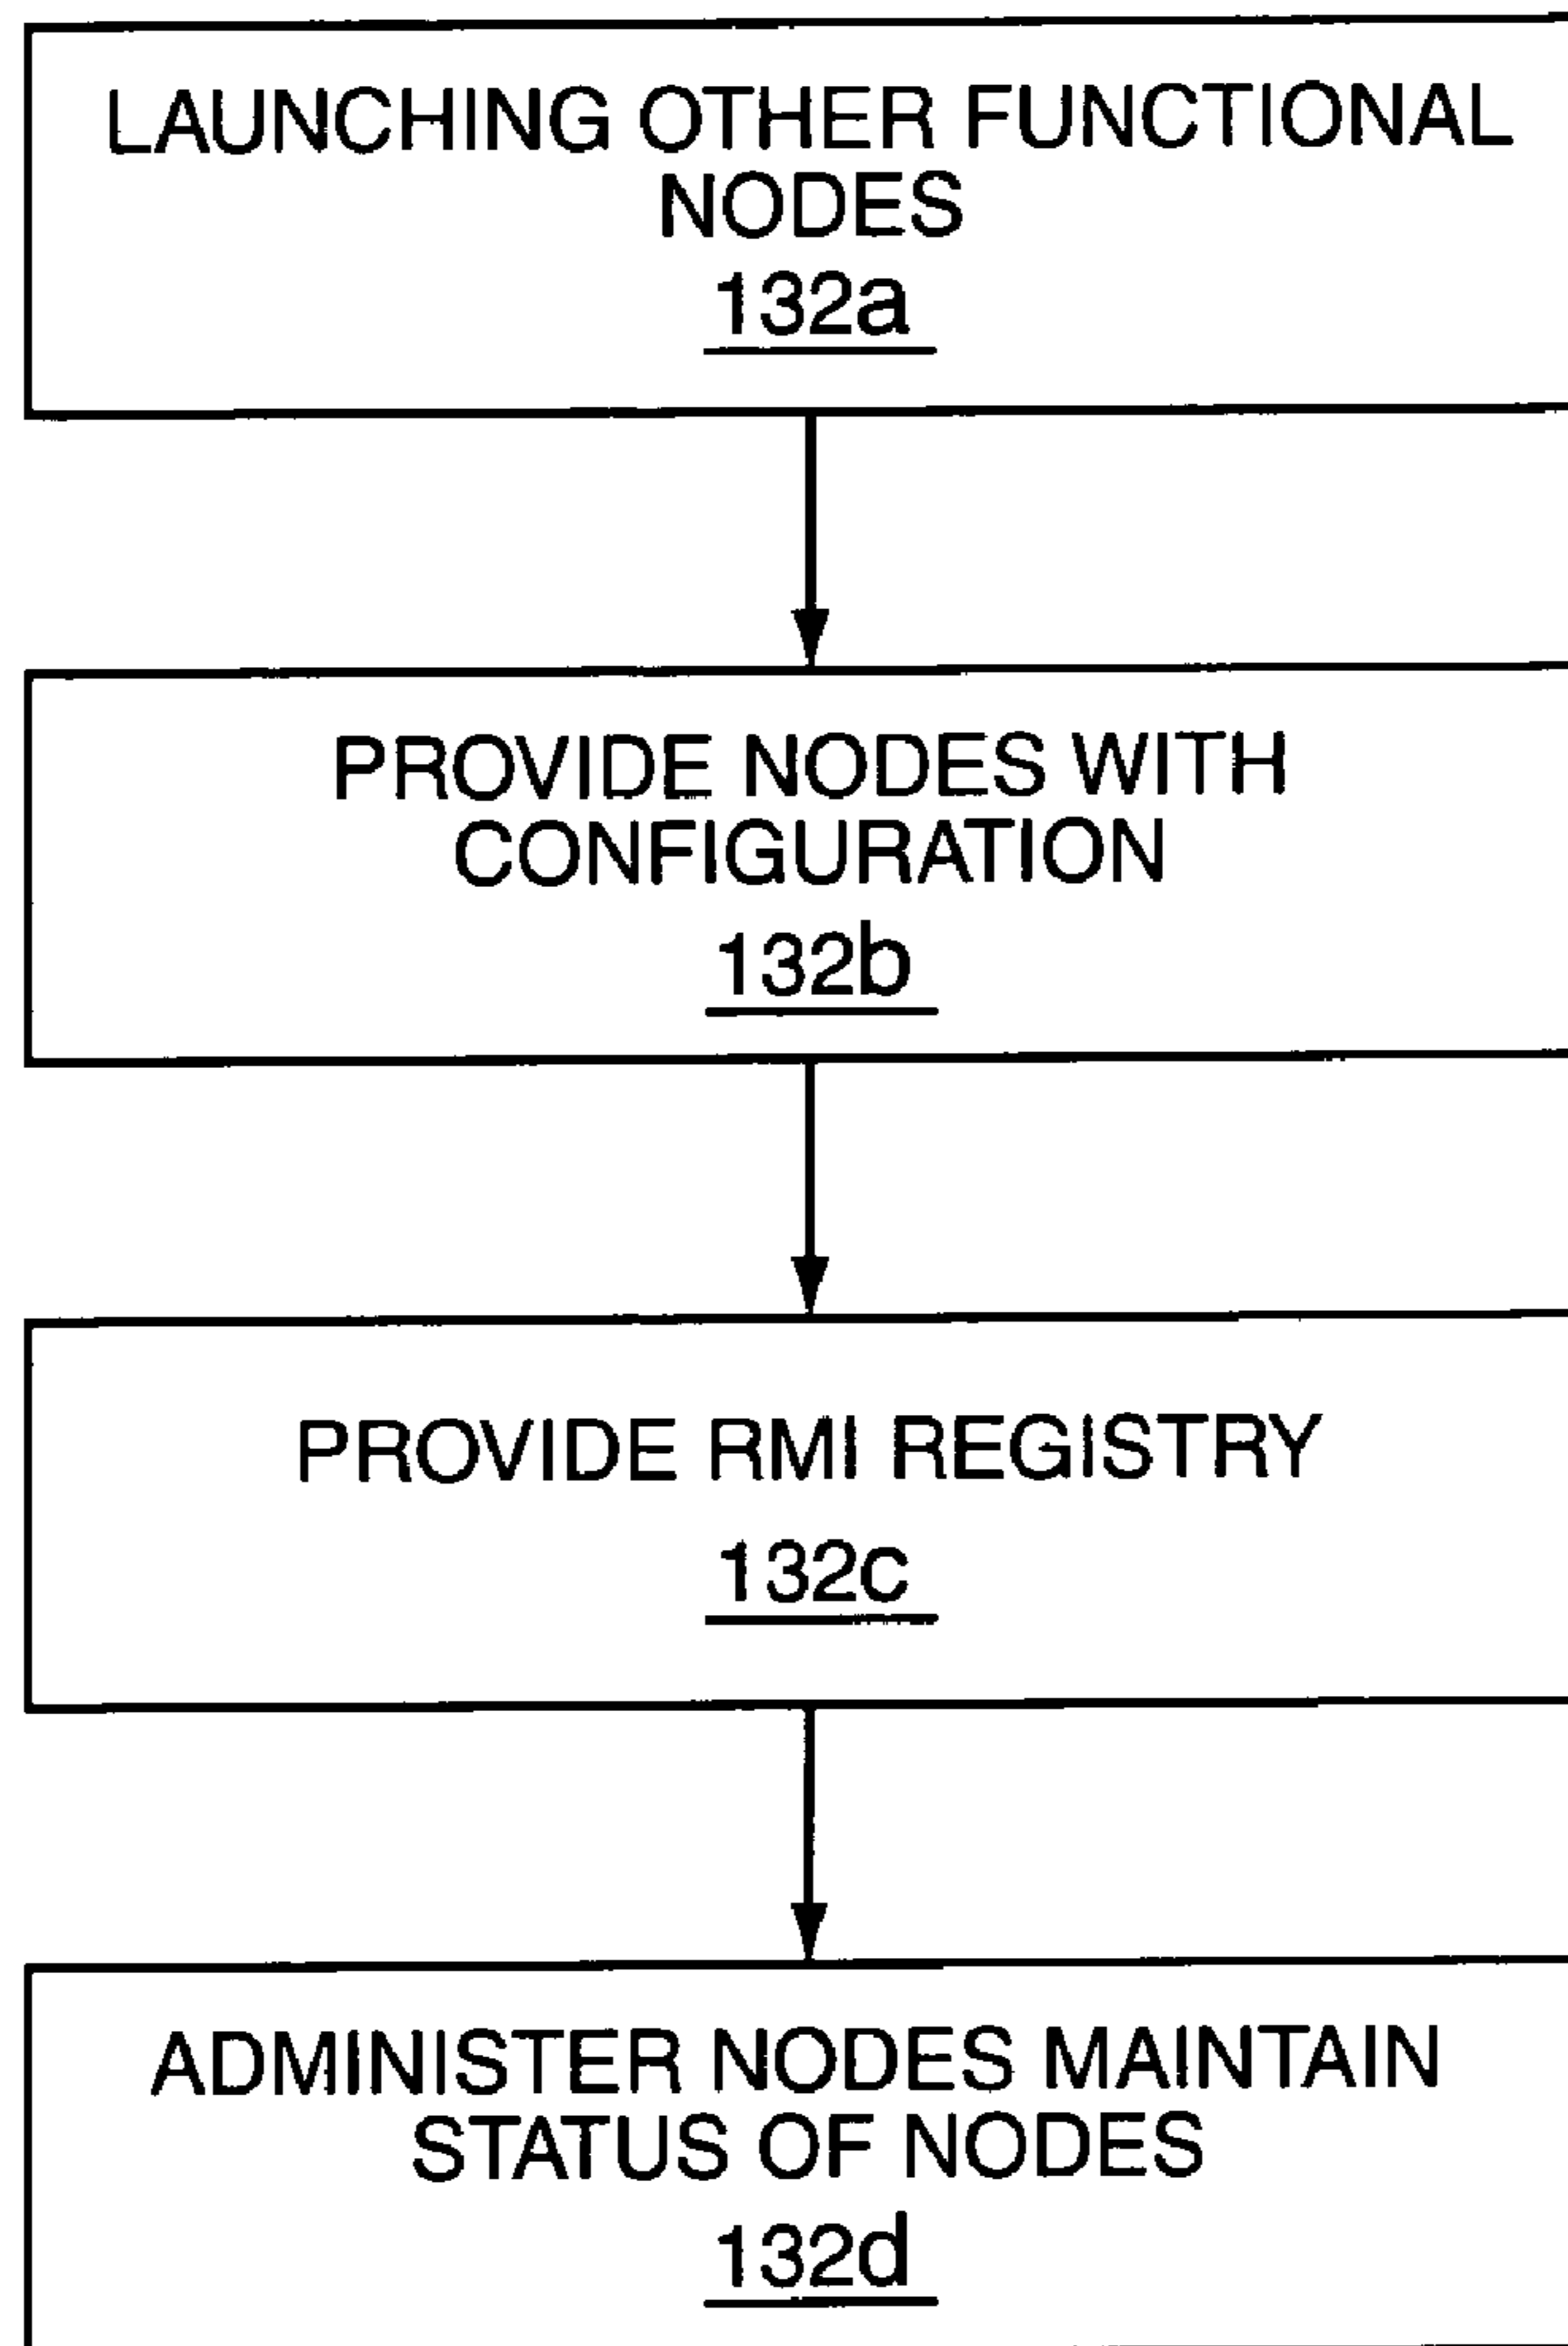 LAUNCHING OTHER FUNCTIONAL
NODES
132a
PROVIDE NODES WITH
CONFIGURATION
132b
PROVIDE RMI REGISTRY
132c
ADMINISTER NODES MAINTAIN
STATUS OF NODES
132d